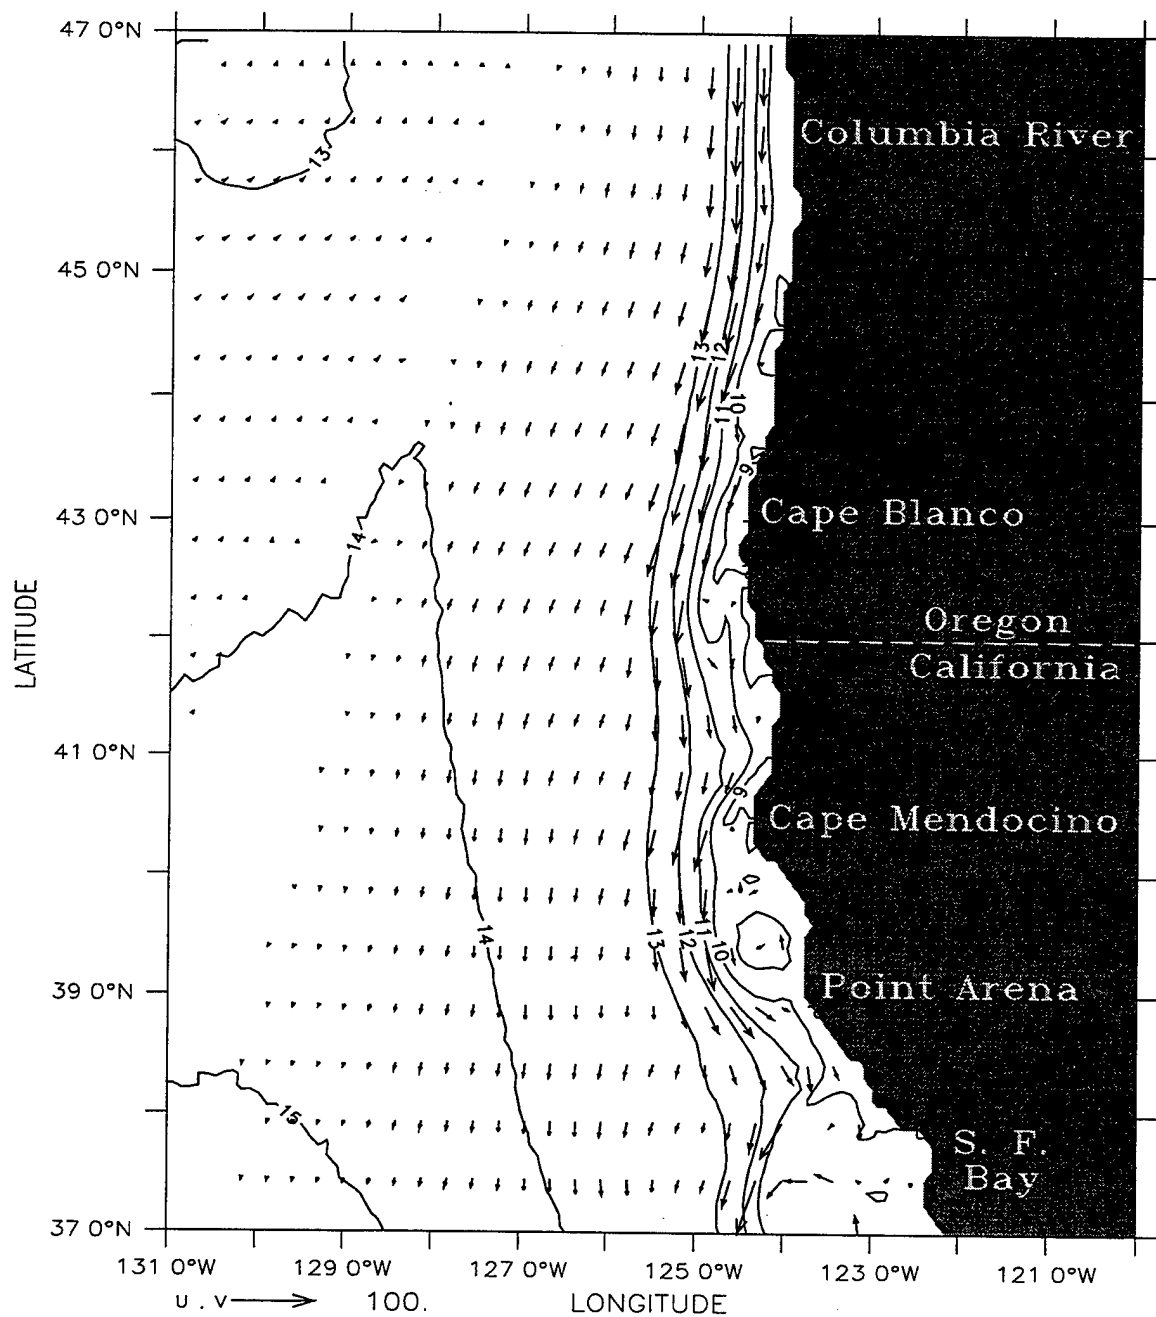 47 0°N
Columbia River
13
45 0°N
13
12
11
10
9
43 0°N
Cape Blanco
14
LATITUDE
Oregon
California
41 0°N
9
Cape Mendocino
14
13
12
11
10
39 0°N
Point Arena
15
S. F.
Bay
37 0°N
131 0°W
129 0°W
127 0°W
125 0°W
123 0°W
121 0°W
U . V
100.
LONGITUDE